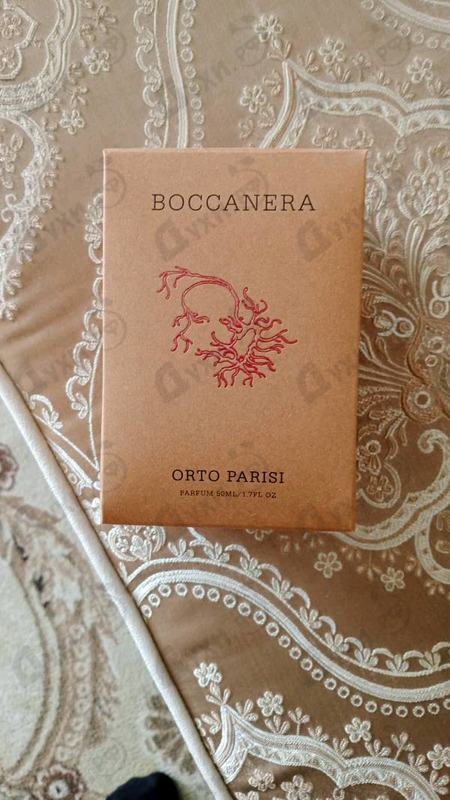 BOCCANERA
ORTO PARISI
PARFUM 50ML/1.7FL OZ